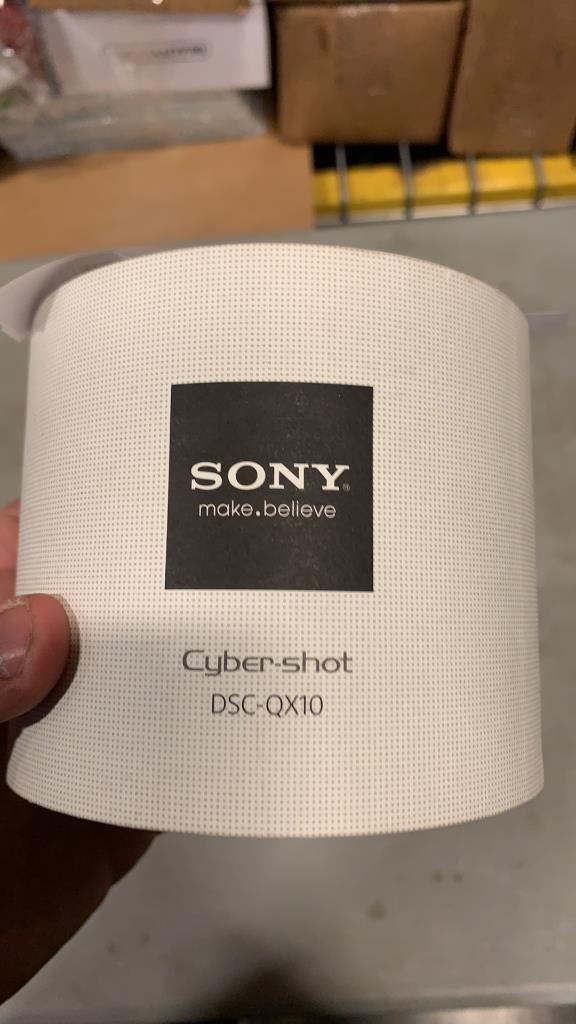 SONY
make.believe
Cyber-shot
DSC-QX10